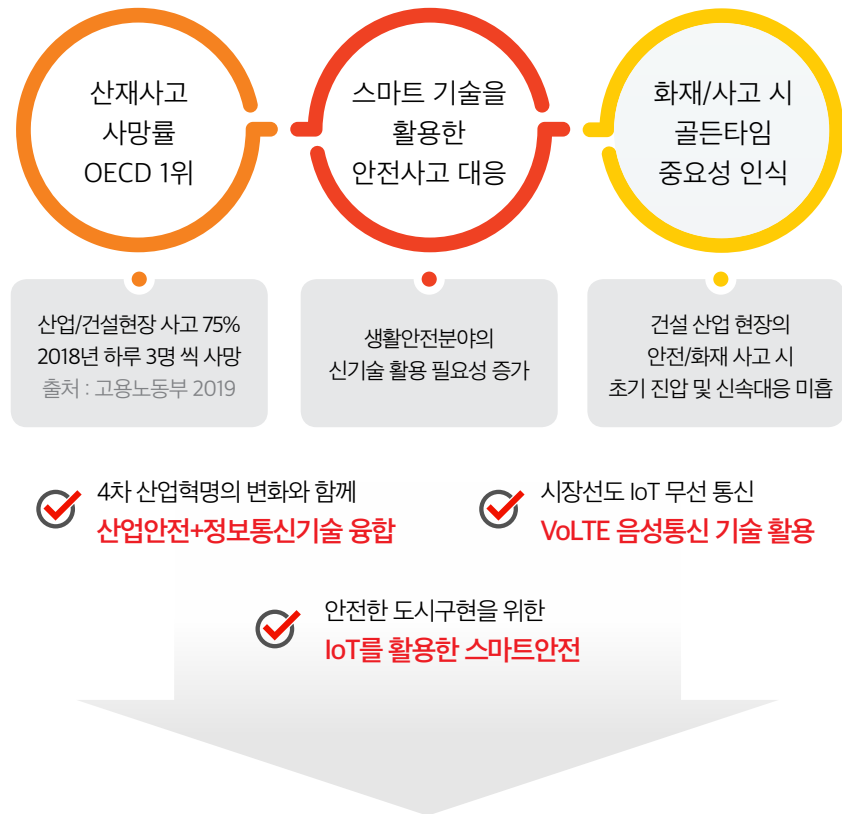 산재사고
사망률
OECD 1위
스마트 기술을
활용한
안전사고 대응
화재/사고 시
골든타임
중요성 인식
산업/건설현장 사고 75%
2018년 하루 3명 씩 사망
출처 : 고용노동부 2019
생활안전분야의
신기술 활용 필요성 증가
건설 산업 현장의
안전/화재 사고 시
초기 진압 및 신속대응 미흡
4차 산업혁명의 변화와 함께
산업안전+정보통신기술 융합
시장선도 IoT 무선 통신
VoLTE 음성통신 기술 활용
안전한 도시구현을 위한
IoT를 활용한 스마트안전